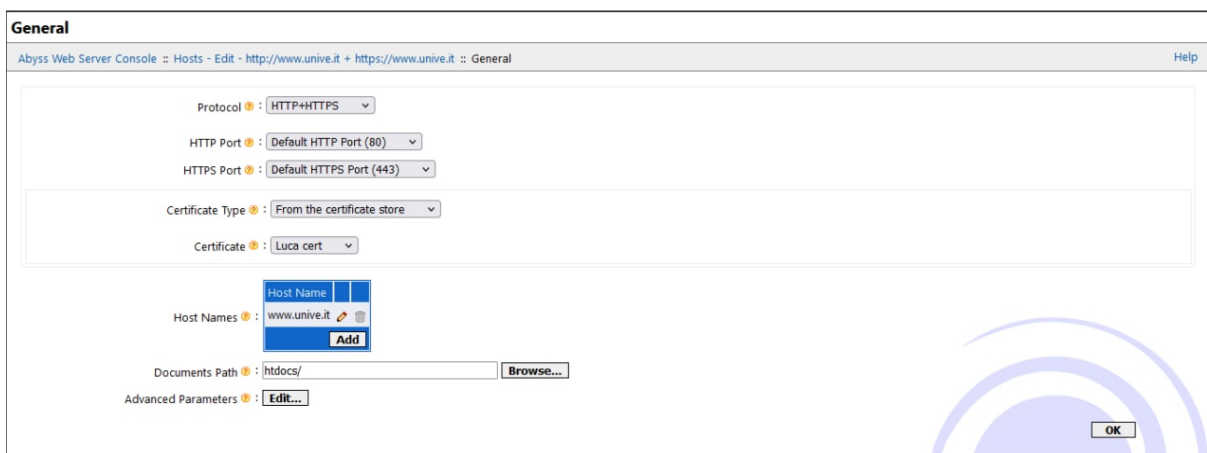 General
Abyss Web Server Console :: Hosts - Edit - http://www.unive.it + https://www.unive.it :: General Help
Protocol : HTTP+HTTPS
HTTP Port : Default HTTP Port (80)
HTTPS Port : Default HTTPS Port (443)
Certificate Type : From the certificate store
Certificate : Luca cert
Host Name
Host Names : www.unive.it
Add
Documents Path : htdocs/ Browse...
Advanced Parameters : Edit...
OK